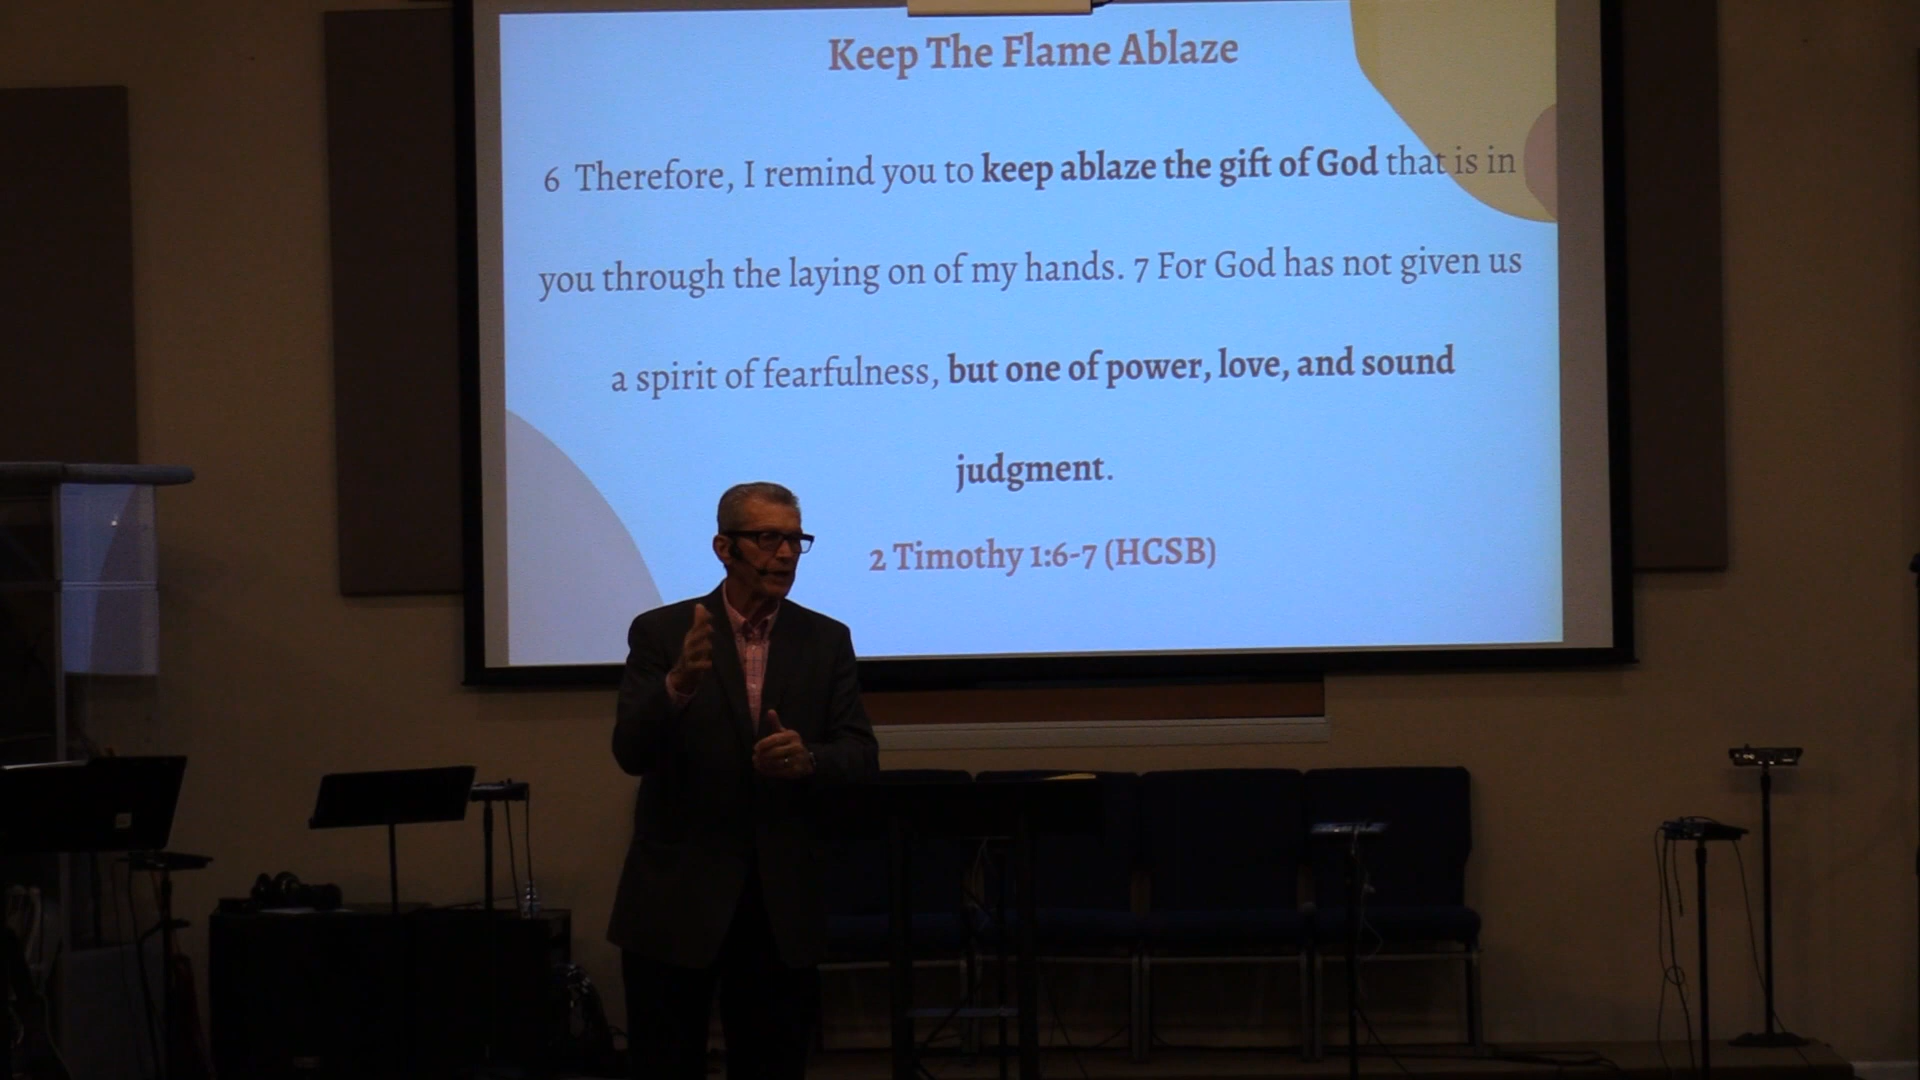 Keep The Flame Ablaze
6 Therefore, I remind you to keep ablaze the gift of God that is in
you through the laying on of my hands. 7 For God has not given us
a spirit of fearfulness, but one of power, love, and sound
judgment.
2 Timothy 1:6-7 (HCSB)